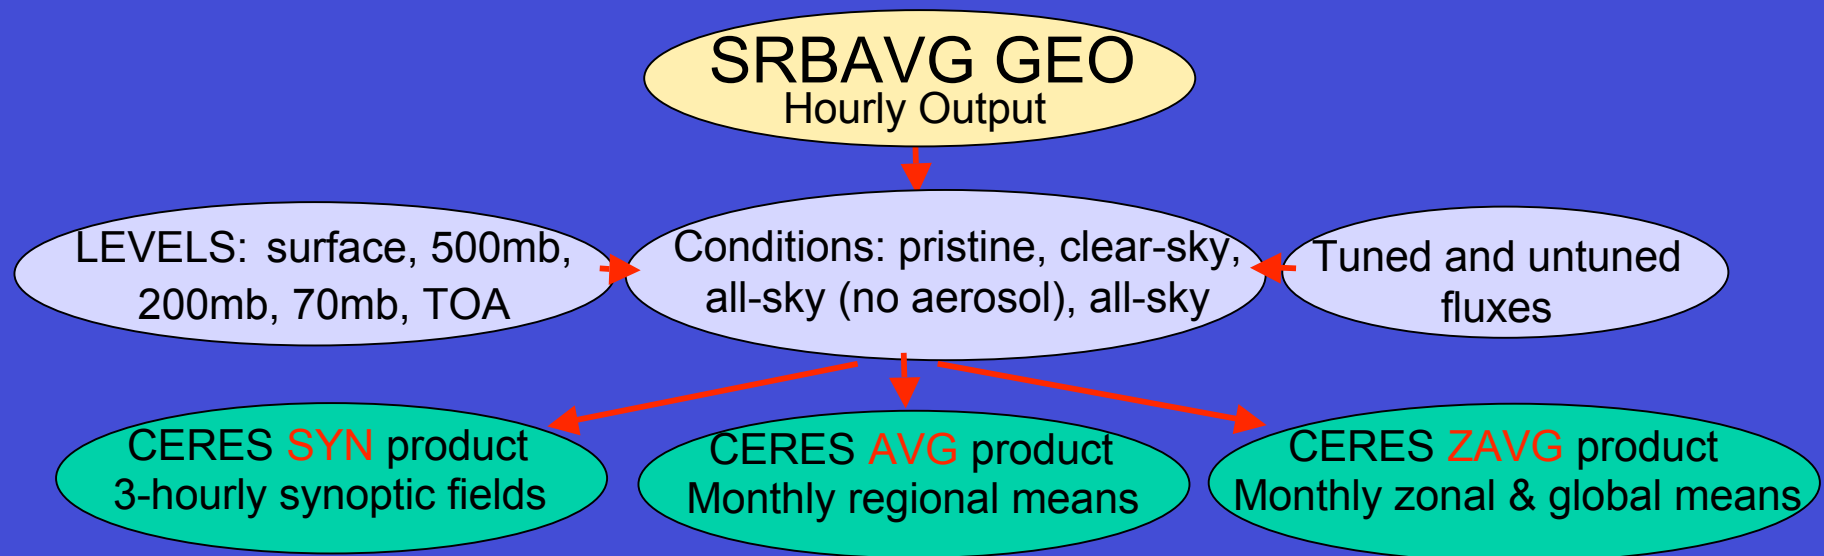 SRBAVG GEO
Hourly Output
LEVELS: surface, 500mb,
200mb, 70mb, TOA
Conditions: pristine, clear-sky,
all-sky (no aerosol), all-sky
Tuned and untuned
fluxes
CERES SYN product
3-hourly synoptic fields
CERES AVG product
Monthly regional means
CERES ZAVG product
Monthly zonal & global means